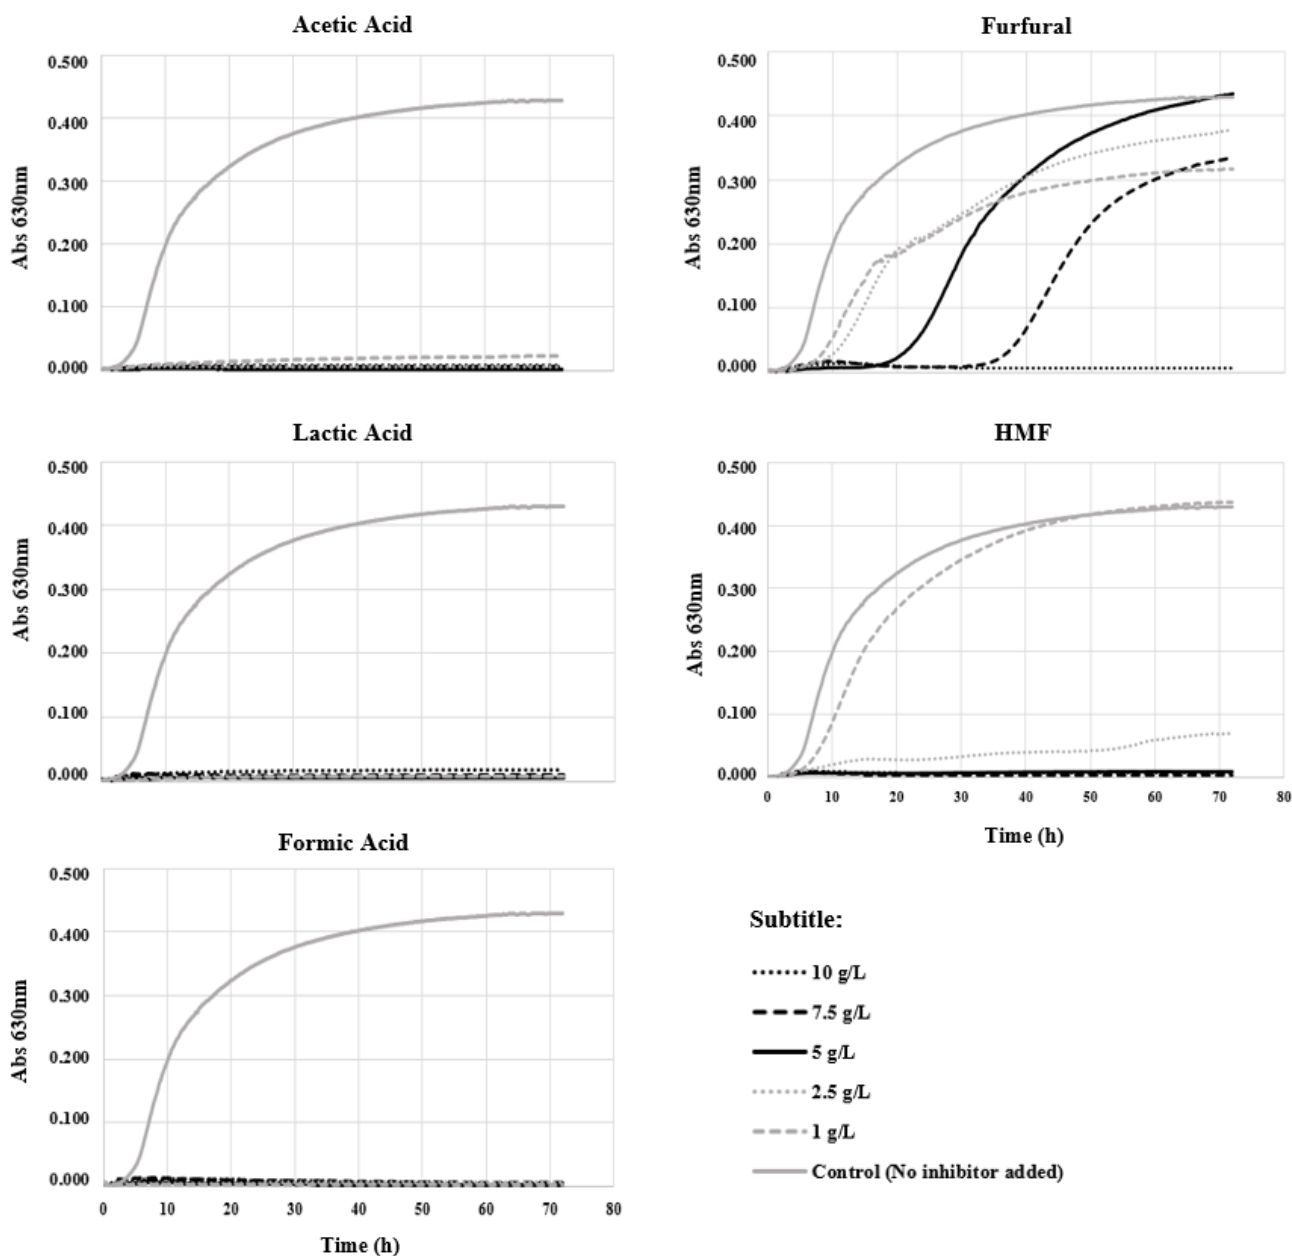 Acetic Acid
0.500
0.400
0.300
0.200
0.100
0.000
Abs 630nm
Furfural
0.500
0.400
0.300
0.200
0.100
0.000
Abs 630nm
Lactic Acid
0.500
0.400
0.300
0.200
0.100
0.000
Abs 630nm
HMF
0.500
0.400
0.300
0.200
0.100
0.000
Abs 630nm
0 10 20 30 40 50 60 70 80
Time (h)
Formic Acid
0.500
0.400
0.300
0.200
0.100
0.000
Abs 630nm
0 10 20 30 40 50 60 70 80
Time (h)
Subtitle:
10 g/L
7.5 g/L
5 g/L
2.5 g/L
1 g/L
Control (No inhibitor added)